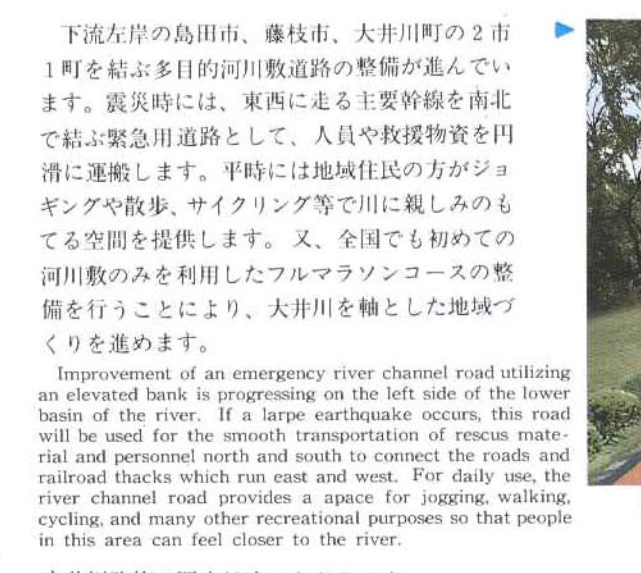 下流左岸の島田市、藤枝市、大井川町の2市
1町を結ぶ多目的河川敷道路の整備が進んでい
ます。震災時には、東西に走る主要幹線を南北
で結ぶ緊急用道路として、人員や救援物資を円
滑に運搬します。平時には地域住民の方がジョ
ギングや散歩、サイクリング等で川に親しみのも
てる空間を提供します。又、全国でも初めての
河川敷のみを利用したフルマラソンコースの整
備を行うことにより、大井川を軸とした地域づ
くりを進めます。
Improvement of an emergency river channel road utilizing
an elevated bank is progressing on the left side of the lower
basin of the river. If a larpe earthquake occurs, this road
will be used for the smooth transportation of rescus mate-
rial and personnel north and south to connect the roads and
railroad thacks which run east and west. For daily use, the
river channel road provides a apace for jogging, walking,
cycling, and many other recreational purposes so that people
in this area can feel closer to the river.